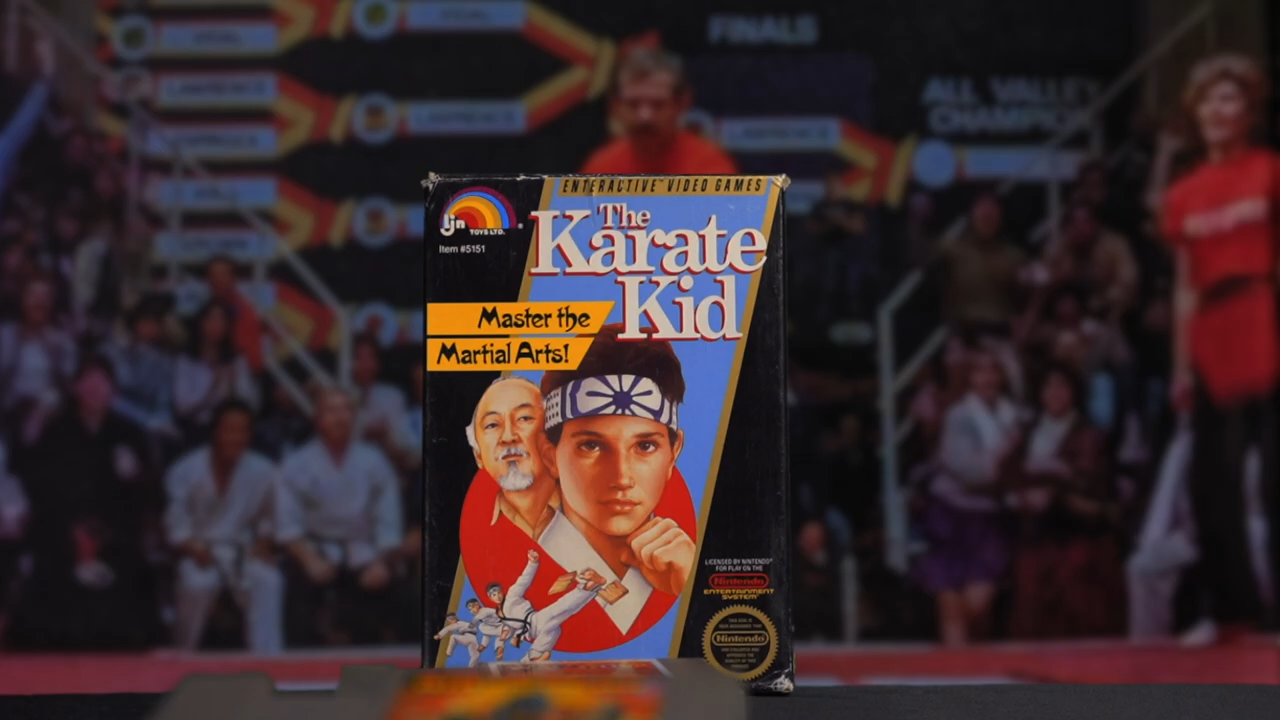 FINALS
ALL VALLEY
CHAMPION
LAWRENCE
LAWRENCE
LAWRENCE
ENTERACTIVE VIDEO GAMES
ljn
TOYS LTD.
Item #5151
The
Karate
Kid
Master the
Martial Arts!
LICENSED BY NINTENDO®
FOR PLAY ON THE
Nintendo
ENTERTAINMENT
SYSTEM®
Nintendo